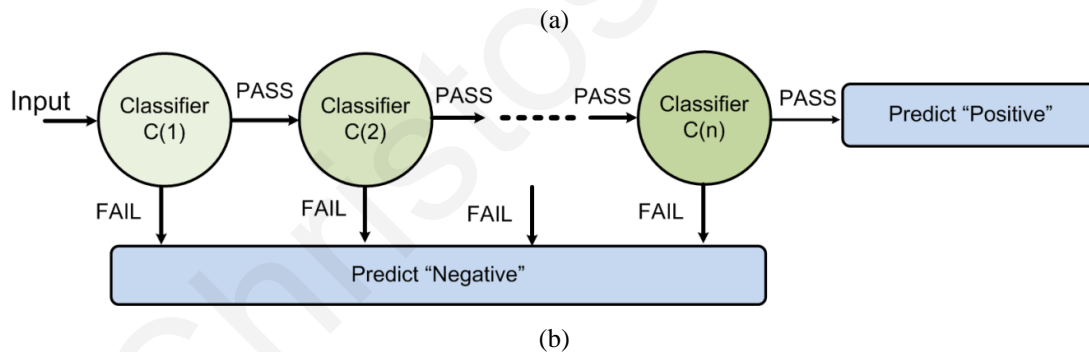 (a)
Input
Classifier
C(1)
PASS
Classifier
C(2)
PASS
PASS
Classifier
C(n)
PASS
Predict “Positive”
FAIL
FAIL
FAIL
FAIL
Predict “Negative”
(b)